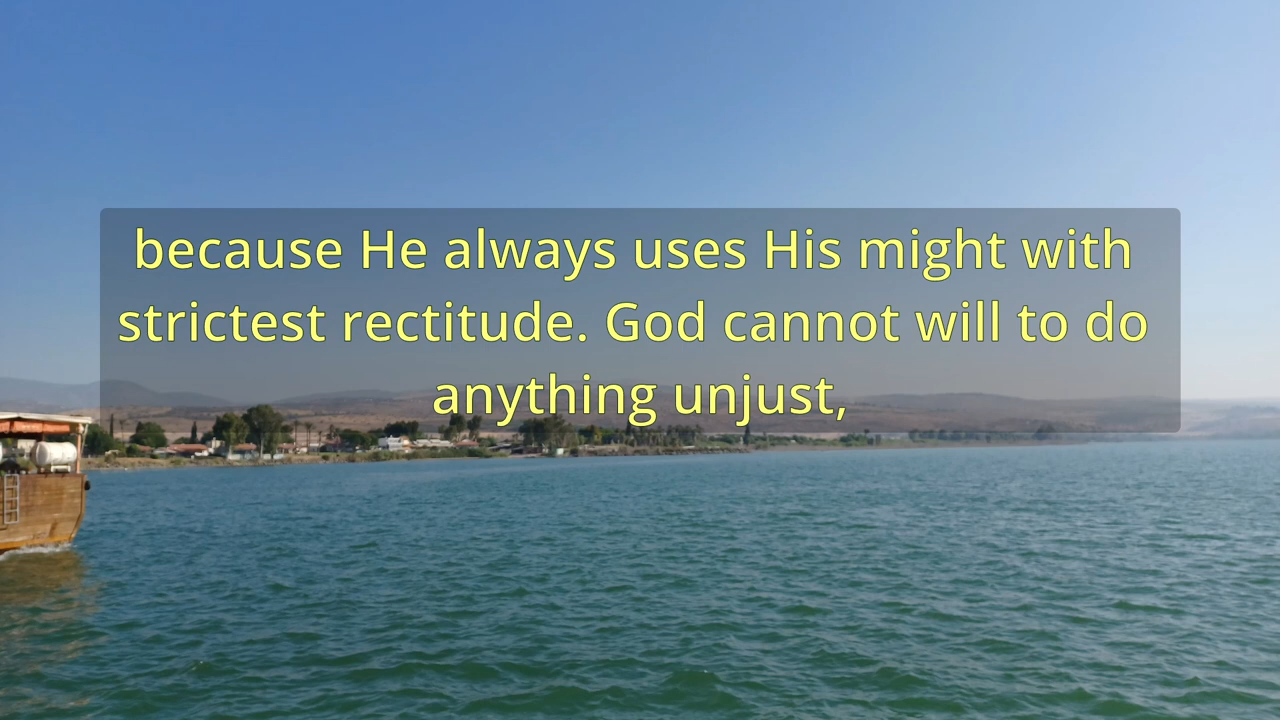 because He always uses His might with
strictest rectitude. God cannot will to do
anything unjust,